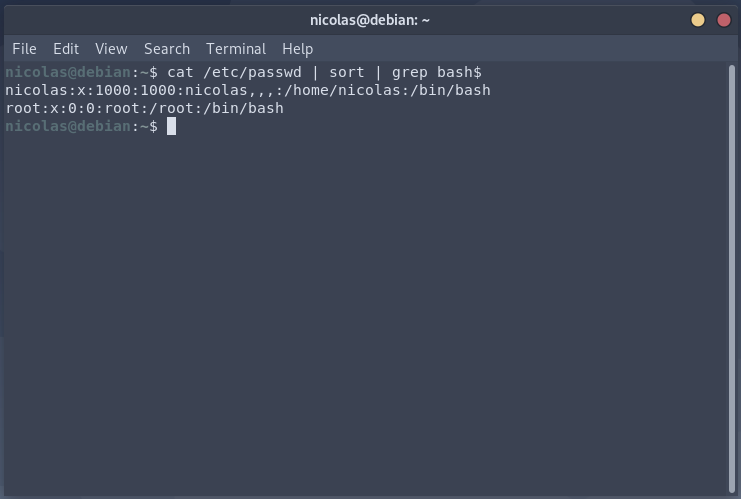 nicolas@debian: ~
File Edit View Search Terminal Help
nicolas@debian:~$ cat /etc/passwd | sort | grep bash$
nicolas:x:1000:1000:nicolas,,,:/home/nicolas:/bin/bash
root:x:0:0:root:/root:/bin/bash
nicolas@debian:~$